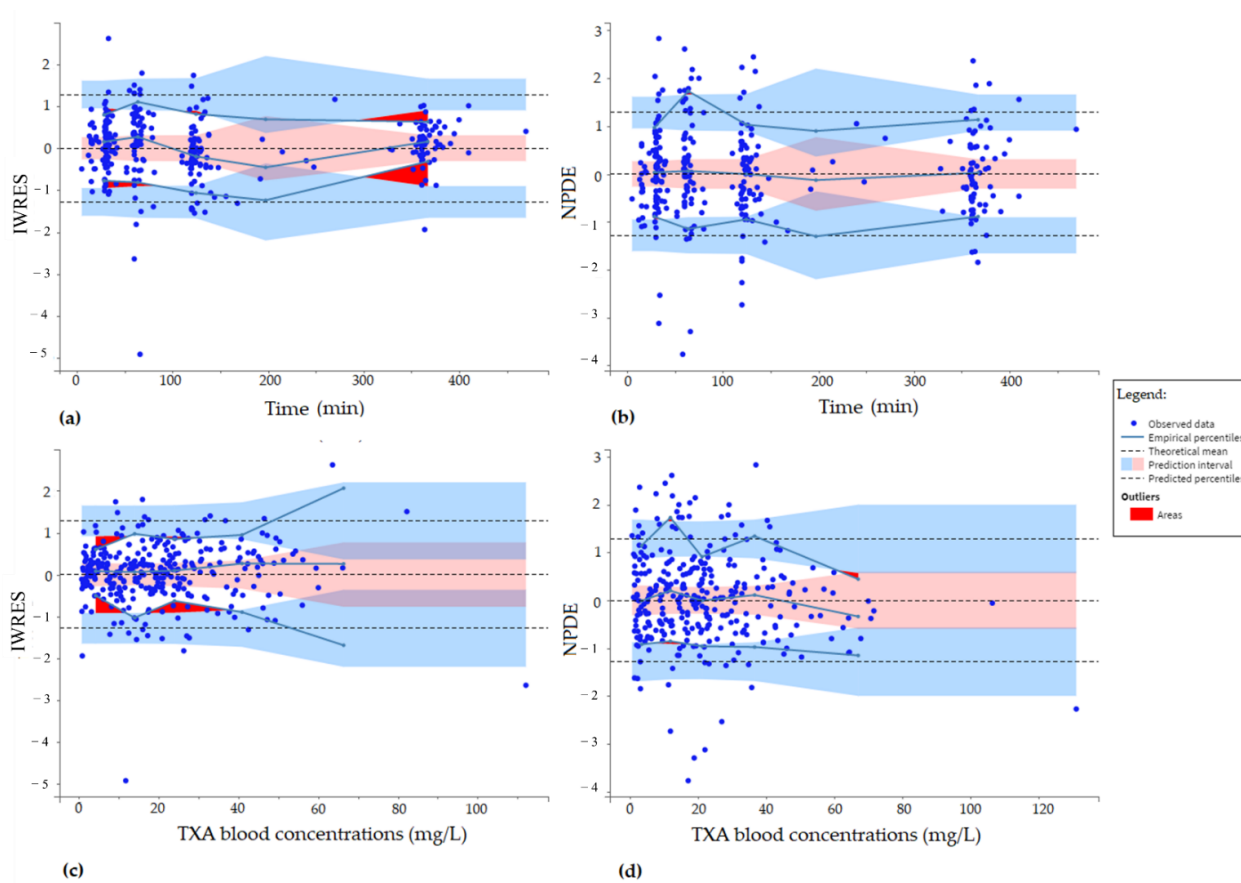 IWRES
2
1
0
−1
−2
−3
−4
−5
0
100
200
300
400
Time (min)
(a)
NPDE
3
2
1
0
−1
−2
−3
−4
0
100
200
300
400
Time (min)
(b)
Legend:
Observed data
Empirical percentiles
Theoretical mean
Prediction interval
Predicted percentiles
Outliers
Areas
IWRES
3
2
1
0
−1
−2
−3
−4
−5
0
20
40
60
80
100
TXA blood concentrations (mg/L)
(c)
NPDE
3
2
1
0
−1
−2
−3
−4
0
20
40
60
80
100
120
TXA blood concentrations (mg/L)
(d)